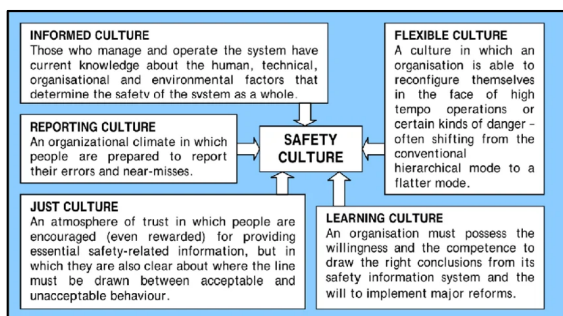 INFORMED CULTURE
Those who manage and operate the system have
current knowledge about the human, technical,
organisational and environmental factors that
determine the safety of the system as a whole.
FLEXIBLE CULTURE
A culture in which an
organisation is able to
reconfigure themselves
in the face of high
tempo operations or
certain kinds of danger –
often shifting from the
conventional
hierarchical mode to a
flatter mode.
REPORTING CULTURE
An organizational climate in which
people are prepared to report
their errors and near-misses.
SAFETY
CULTURE
JUST CULTURE
An atmosphere of trust in which people are
encouraged (even rewarded) for providing
essential safety-related information, but in
which they are also clear about where the line
must be drawn between acceptable and
unacceptable behaviour.
LEARNING CULTURE
An organisation must possess the
willingness and the competence to
draw the right conclusions from its
safety information system and the
will to implement major reforms.